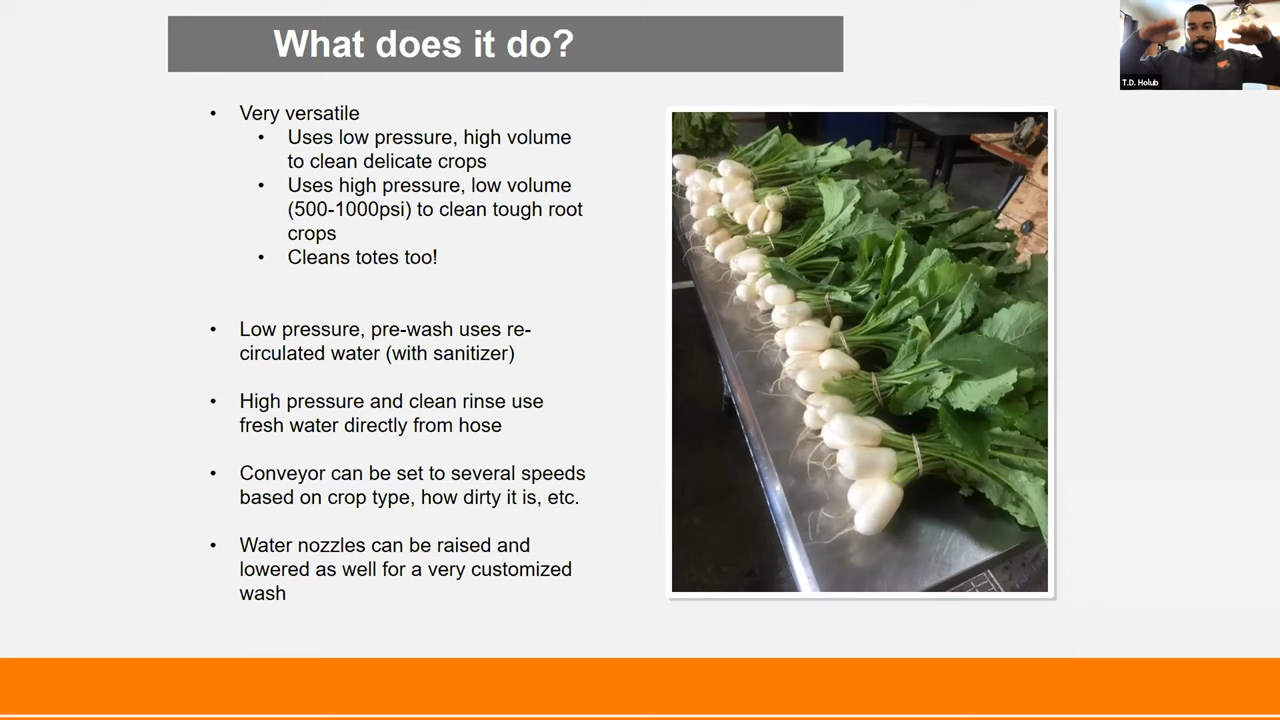 What does it do?
T.D. Holub
• Very versatile
• Uses low pressure, high volume
to clean delicate crops
• Uses high pressure, low volume
(500-1000psi) to clean tough root
crops
• Cleans totes too!
• Low pressure, pre-wash uses re-
circulated water (with sanitizer)
• High pressure and clean rinse use
fresh water directly from hose
• Conveyor can be set to several speeds
based on crop type, how dirty it is, etc.
• Water nozzles can be raised and
lowered as well for a very customized
wash